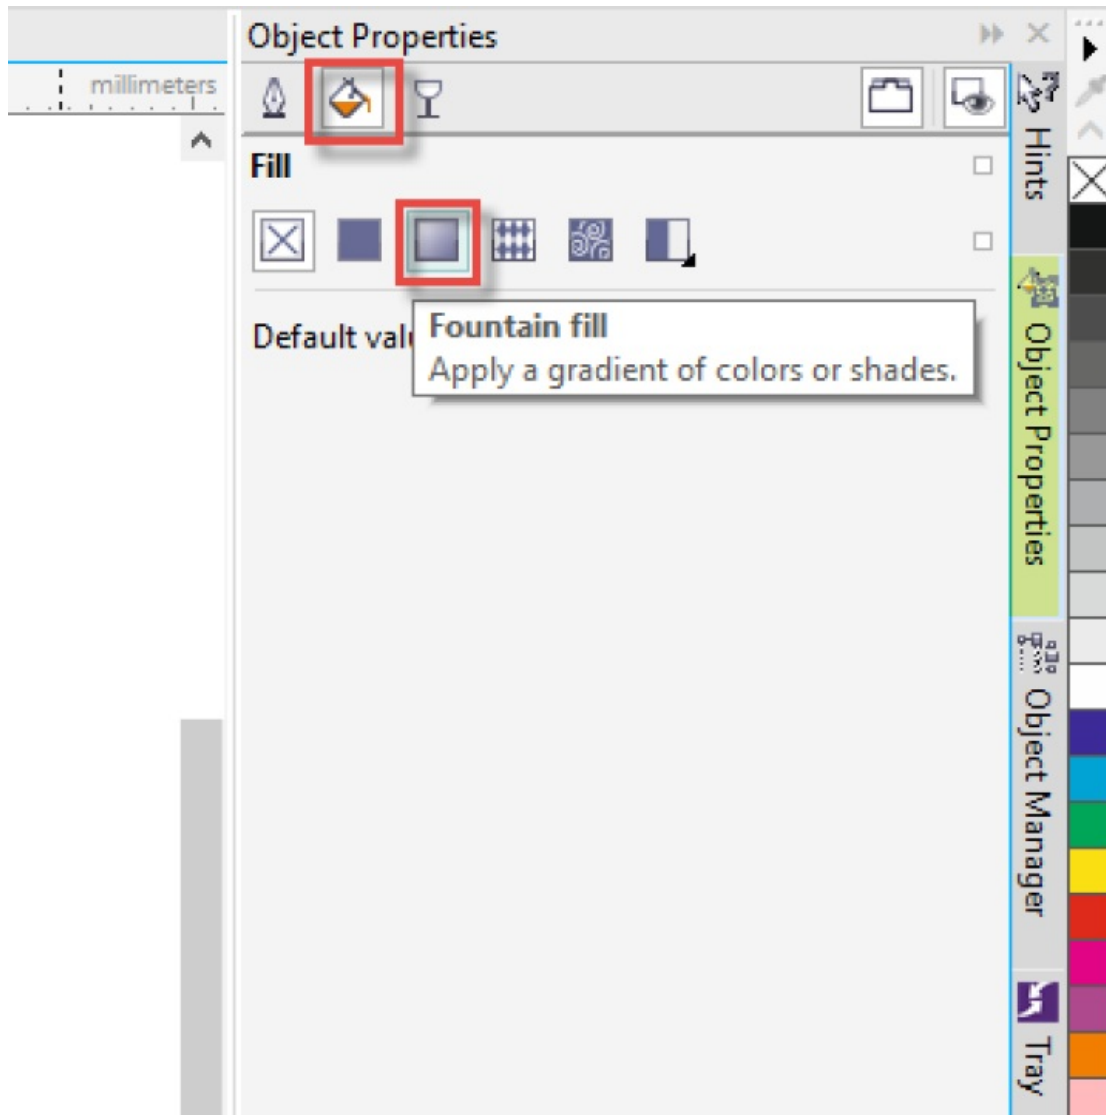 Object Properties
millimeters
Fill
Default val
Fountain fill
Apply a gradient of colors or shades.
Hints
Object Properties
Object Manager
Tray